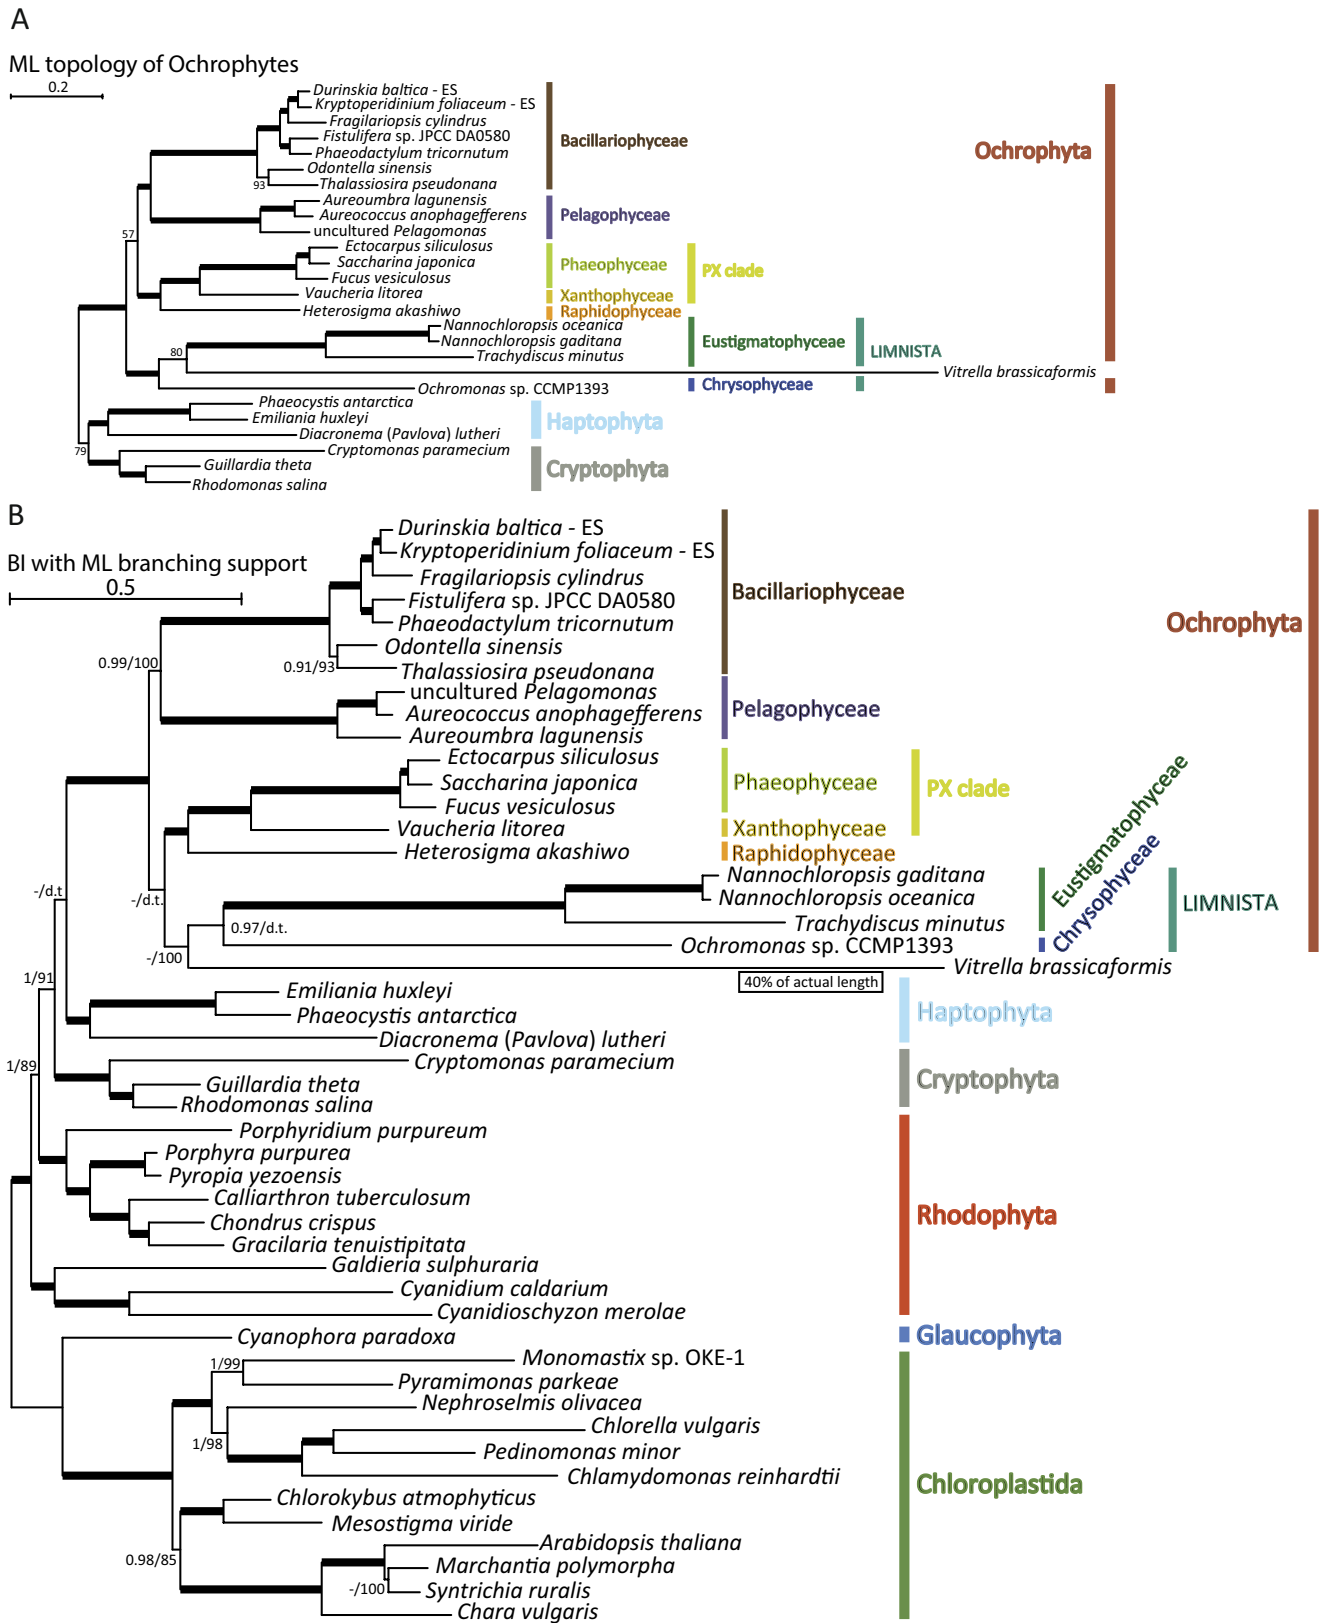 A
ML topology of Ochrophytes
0.2
Durinskia baltica - ES
Kryptoperidinium foliaceum - ES
Fragilariopsis cylindrus
Fistulifera sp. JPCC DA0580
Phaeodactylum tricornutum
Odontella sinensis
93
Thalassiosira pseudonana
Bacillariophyceae
Ochrophyta
Aureoumbra lagunensis
Aureococcus anophagefferens
uncultured Pelagomonas
Pelagophyceae
57
Ectocarpus siliculosus
Saccharina japonica
Fucus vesiculosus
Phaeophyceae
PX clade
Vaucheria litorea
Xanthophyceae
Heterosigma akashiwo
Raphidophyceae
Nannochloropsis oceanica
Nannochloropsis gaditana
Trachydiscus minutus
Eustigmatophyceae
LIMNISTA
80
Vitrella brassicaformis
Ochromonas sp. CCMP1393
Chrysophyceae
Phaeocystis antarctica
Emiliania huxleyi
Diacronema (Pavlova) lutheri
Haptophyta
79
Cryptomonas paramecium
Guillardia theta
Rhodomonas salina
Cryptophyta
B
BI with ML branching support
0.5
Durinskia baltica - ES
Kryptoperidinium foliaceum - ES
Fragilariopsis cylindrus
Fistulifera sp. JPCC DA0580
Phaeodactylum tricornutum
Odontella sinensis
0.91/93
Thalassiosira pseudonana
Bacillariophyceae
Ochrophyta
0.99/100
uncultured Pelagomonas
Aureococcus anophagefferens
Aureoumbra lagunensis
Pelagophyceae
Ectocarpus siliculosus
Saccharina japonica
Fucus vesiculosus
Phaeophyceae
PX clade
Vaucheria litorea
Xanthophyceae
Heterosigma akashiwo
Raphidophyceae
-/d.t.
-/d.t.
Nannochloropsis gaditana
Nannochloropsis oceanica
Trachydiscus minutus
Eustigmatophyceae
0.97/d.t.
Ochromonas sp. CCMP1393
Chrysophyceae
LIMNISTA
-/100
Vitrella brassicaformis
40% of actual length
1/91
Emiliania huxleyi
Phaeocystis antarctica
Diacronema (Pavlova) lutheri
Haptophyta
1/89
Cryptomonas paramecium
Guillardia theta
Rhodomonas salina
Cryptophyta
Porphyridium purpureum
Porphyra purpurea
Pyropia yezoensis
Calliarthron tuberculosum
Chondrus crispus
Gracilaria tenuistipitata
Galdieria sulphuraria
Cyanidium caldarium
Cyanidioschyzon merolae
Rhodophyta
Cyanophora paradoxa
Glaucophyta
1/99
Monomastix sp. OKE-1
Pyramimonas parkeae
Nephroselmis olivacea
1/98
Chlorella vulgaris
Pedinomonas minor
Chlamydomonas reinhardtii
Chloroplastida
Chlorokybus atmophyticus
Mesostigma viride
0.98/85
Arabidopsis thaliana
Marchantia polymorpha
-/100
Syntrichia ruralis
Chara vulgaris